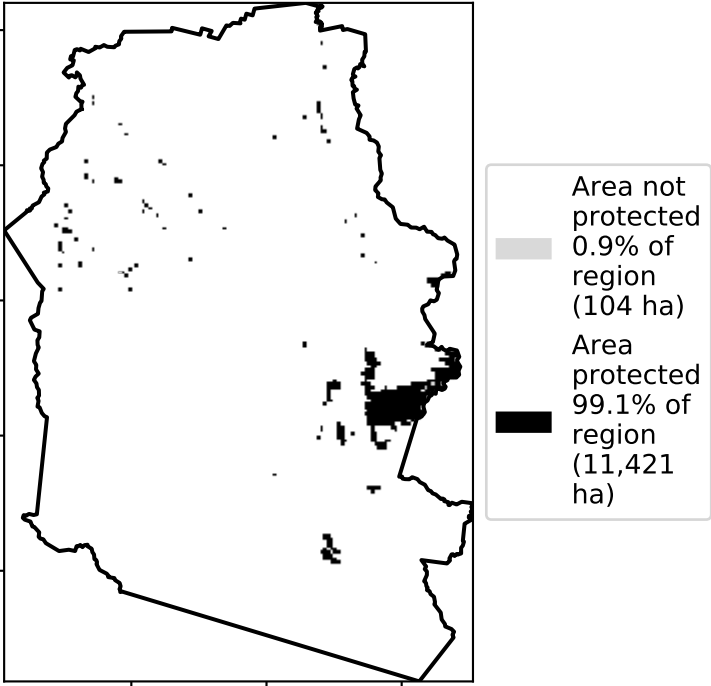 Area not
protected
0.9% of
region
(104 ha)
Area
protected
99.1% of
region
(11,421
ha)